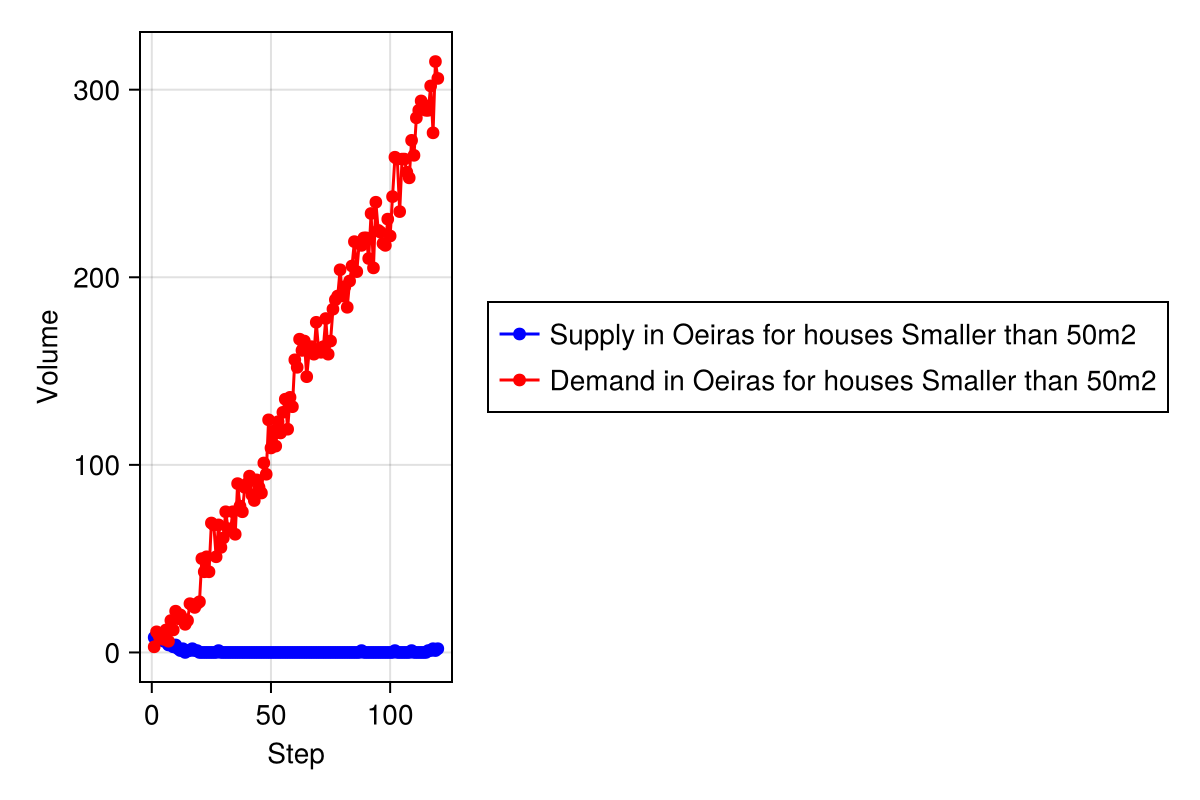 300
200
100
0
Volume
0 50 100
Step
Supply in Oeiras for houses Smaller than 50m2
Demand in Oeiras for houses Smaller than 50m2